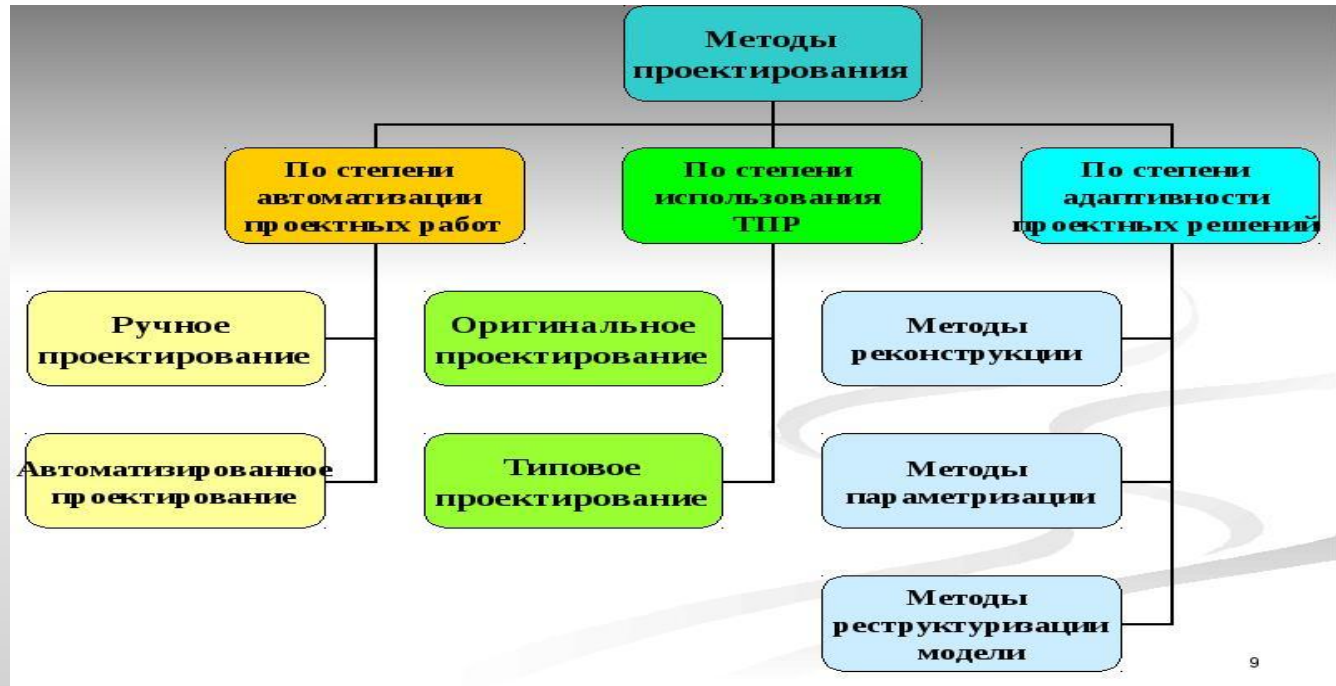 Методы
проектирования
По степени
автоматизации
проектных работ
По степени
использования
ТПР
По степени
адаптивности
проектных решений
Ручное
проектирование
Оригинальное
проектирование
Методы
реконструкции
Автоматизированное
проектирование
Типовое
проектирование
Методы
параметризации
Методы
реструктуризации
модели
9